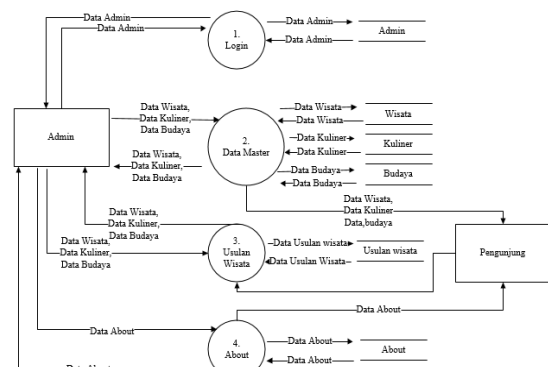 Data Admin
Data Admin
1.
Login
Data Admin
Data Admin
Admin
Admin
Data Wisata,
Data Kuliner,
Data Budaya
Data Wisata,
Data Kuliner,
Data Budaya
2.
Data Master
Data Wisata
Data Wisata
Wisata
Data Kuliner
Data Kuliner
Kuliner
Data Budaya
Data Budaya
Budaya
Data Wisata,
Data Kuliner
Data,budaya
Data Wisata,
Data Kuliner,
Data Budaya
Data Wisata,
Data Kuliner,
Data Budaya
3.
Usulan
Wisata
Data Usulan wisata
Data Usulan Wisata
Usulan wisata
Pengunjung
Data About
Data About
4.
About
Data About
Data About
About
Data About